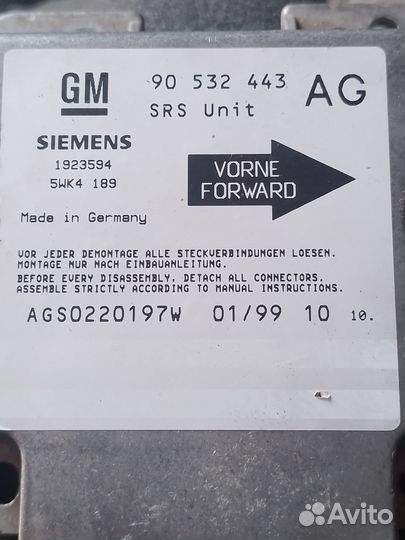 GM 90 532 443 AG
SRS Unit
SIEMENS
1923594
5WK4 189
VORNE
FORWARD
Made in Germany
VOR JEDER DEMONTAGE ALLE STECKVERBINDUNGEN LOESEN.
MONTAGE NUR NACH EINBAUANLEITUNG.
BEFORE EVERY DISASSEMBLY, DETACH ALL CONNECTORS.
ASSEMBLE STRICTLY ACCORDING TO MANUAL INSTRUCTIONS.
AGS0220197W 01/99 10 10.
Avito